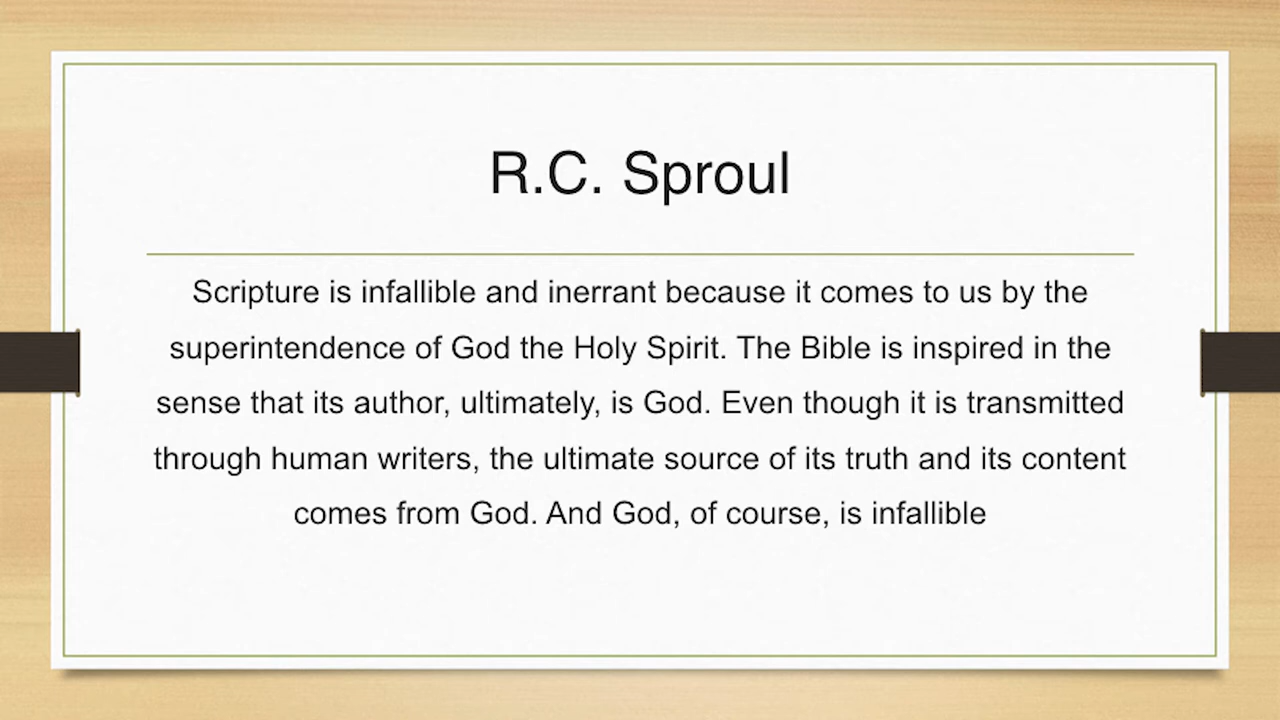 R.C. Sproul
Scripture is infallible and inerrant because it comes to us by the
superintendence of God the Holy Spirit. The Bible is inspired in the
sense that its author, ultimately, is God. Even though it is transmitted
through human writers, the ultimate source of its truth and its content
comes from God. And God, of course, is infallible